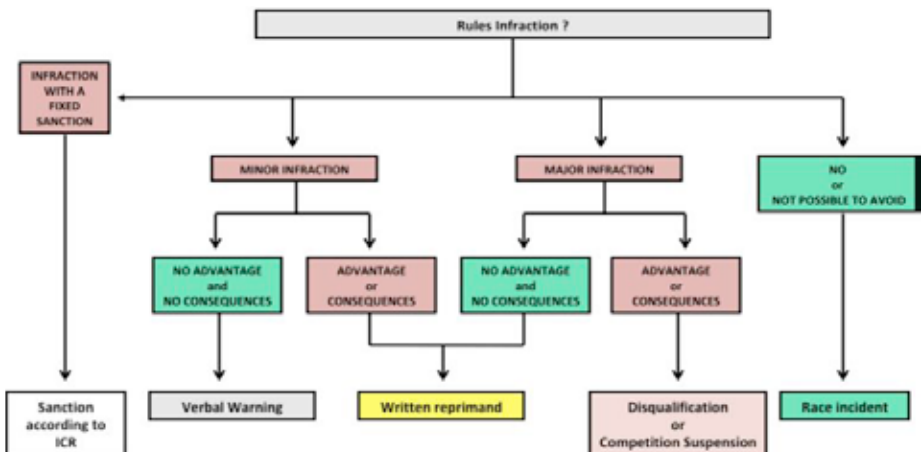 Rules Infraction ?
INFRACTION
WITH A
FIXED
SANCTION
MINOR INFRACTION
MAJOR INFRACTION
NO
or
NOT POSSIBLE TO AVOID
NO ADVANTAGE
and
NO CONSEQUENCES
ADVANTAGE
or
CONSEQUENCES
NO ADVANTAGE
and
NO CONSEQUENCES
ADVANTAGE
or
CONSEQUENCES
Sanction
according to
ICR
Verbal Warning
Written reprimand
Disqualification
or
Competition Suspension
Race incident